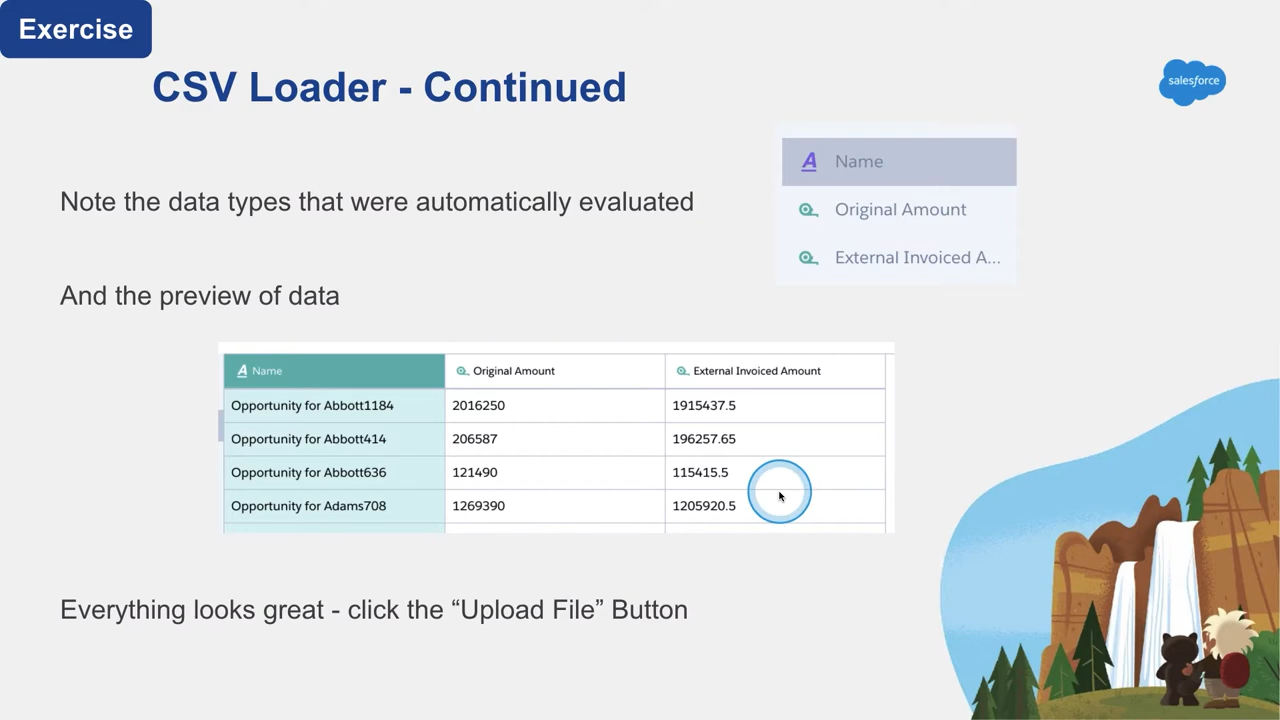 Exercise
CSV Loader - Continued
salesforce
Note the data types that were automatically evaluated
A Name
Original Amount
External Invoiced A...
And the preview of data
A Name Original Amount External Invoiced Amount
Opportunity for Abbott1184 2016250 1915437.5
Opportunity for Abbott414 206587 196257.65
Opportunity for Abbott636 121490 115415.5
Opportunity for Adams708 1269390 1205920.5
Everything looks great - click the “Upload File” Button